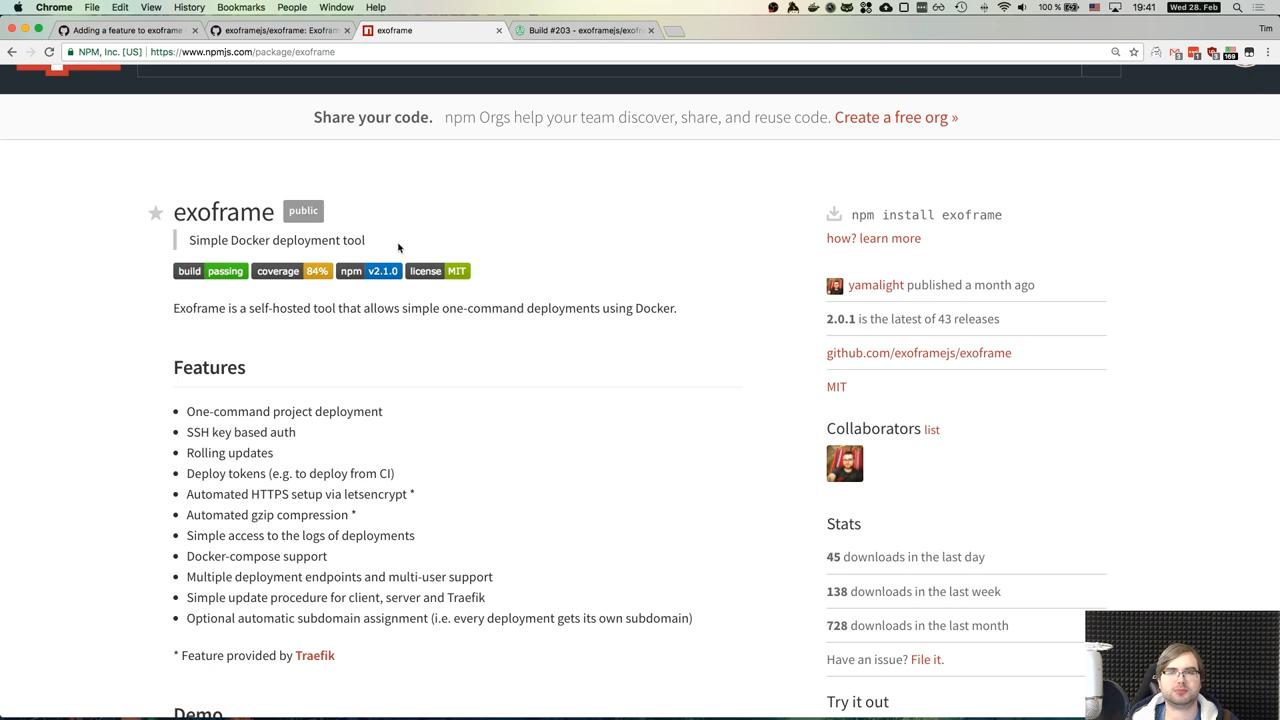 Chrome File Edit View History Bookmarks People Window Help
100 % 19:41 Wed 28. Feb
Adding a feature to exoframe
exoframejs/exoframe: Exofram
exoframe
Build #203 - exoframejs/exofr
Tim
NPM, Inc. [US] https://www.npmjs.com/package/exoframe
Share your code. npm Orgs help your team discover, share, and reuse code. Create a free org »
exoframe public
Simple Docker deployment tool
build passing coverage 84% npm v2.1.0 license MIT
Exoframe is a self-hosted tool that allows simple one-command deployments using Docker.
Features
One-command project deployment
SSH key based auth
Rolling updates
Deploy tokens (e.g. to deploy from CI)
Automated HTTPS setup via letsencrypt *
Automated gzip compression *
Simple access to the logs of deployments
Docker-compose support
Multiple deployment endpoints and multi-user support
Simple update procedure for client, server and Traefik
Optional automatic subdomain assignment (i.e. every deployment gets its own subdomain)
* Feature provided by Traefik
Demo
npm install exoframe
how? learn more
yamalight published a month ago
2.0.1 is the latest of 43 releases
github.com/exoframejs/exoframe
MIT
Collaborators list
Stats
45 downloads in the last day
138 downloads in the last week
728 downloads in the last month
Have an issue? File it.
Try it out